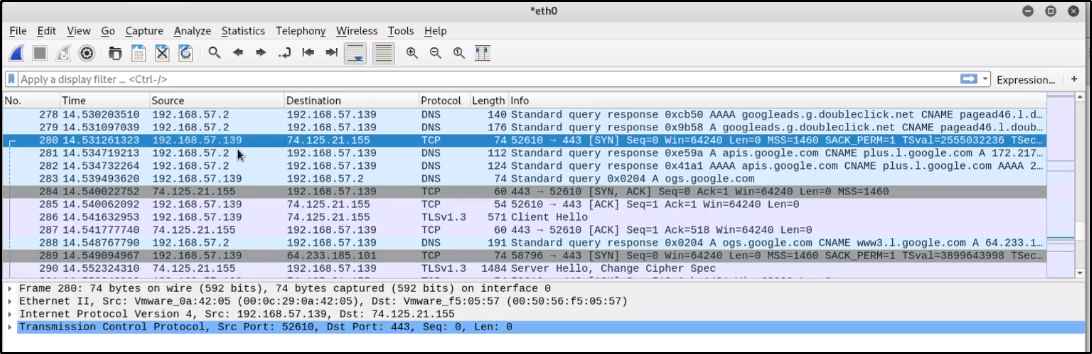 *eth0
File Edit View Go Capture Analyze Statistics Telephony Wireless Tools Help
Apply a display filter ... <Ctrl-/> Expression... +
No. Time Source Destination Protocol Length Info
278 14.530203510 192.168.57.2 192.168.57.139 DNS 140 Standard query response 0xcb50 AAAA googleads.g.doubleclick.net CNAME pagead46.l.d…
279 14.531097039 192.168.57.2 192.168.57.139 DNS 176 Standard query response 0x9b58 A googleads.g.doubleclick.net CNAME pagead46.l.doub…
280 14.531261323 192.168.57.139 74.125.21.155 TCP 74 52610 → 443 [SYN] Seq=0 Win=64240 Len=0 MSS=1460 SACK_PERM=1 TSval=2555032336 TSec…
281 14.534719213 192.168.57.2 192.168.57.139 DNS 112 Standard query response 0xe59a A apis.google.com CNAME plus.l.google.com A 172.217…
282 14.534732264 192.168.57.2 192.168.57.139 DNS 124 Standard query response 0x41a1 AAAA apis.google.com CNAME plus.l.google.com AAAA 2…
283 14.539493620 192.168.57.139 192.168.57.2 DNS 74 Standard query 0x0204 A ogs.google.com
284 14.540022752 74.125.21.155 192.168.57.139 TCP 60 443 → 52610 [SYN, ACK] Seq=0 Ack=1 Win=64240 Len=0 MSS=1460
285 14.540062092 192.168.57.139 74.125.21.155 TCP 54 52610 → 443 [ACK] Seq=1 Ack=1 Win=64240 Len=0
286 14.541632953 192.168.57.139 74.125.21.155 TLSv1.3 571 Client Hello
287 14.541777740 74.125.21.155 192.168.57.139 TCP 60 443 → 52610 [ACK] Seq=1 Ack=518 Win=64240 Len=0
288 14.548767790 192.168.57.2 192.168.57.139 DNS 191 Standard query response 0x0204 A ogs.google.com CNAME www3.l.google.com A 64.233.1…
289 14.549094967 192.168.57.139 64.233.185.101 TCP 74 58796 → 443 [SYN] Seq=0 Win=64240 Len=0 MSS=1460 SACK_PERM=1 TSval=3899643998 TSec…
290 14.552324310 74.125.21.155 192.168.57.139 TLSv1.3 1484 Server Hello, Change Cipher Spec
Frame 280: 74 bytes on wire (592 bits), 74 bytes captured (592 bits) on interface 0
Ethernet II, Src: Vmware_0a:42:05 (00:0c:29:0a:42:05), Dst: Vmware_f5:05:57 (00:50:56:f5:05:57)
Internet Protocol Version 4, Src: 192.168.57.139, Dst: 74.125.21.155
Transmission Control Protocol, Src Port: 52610, Dst Port: 443, Seq: 0, Len: 0